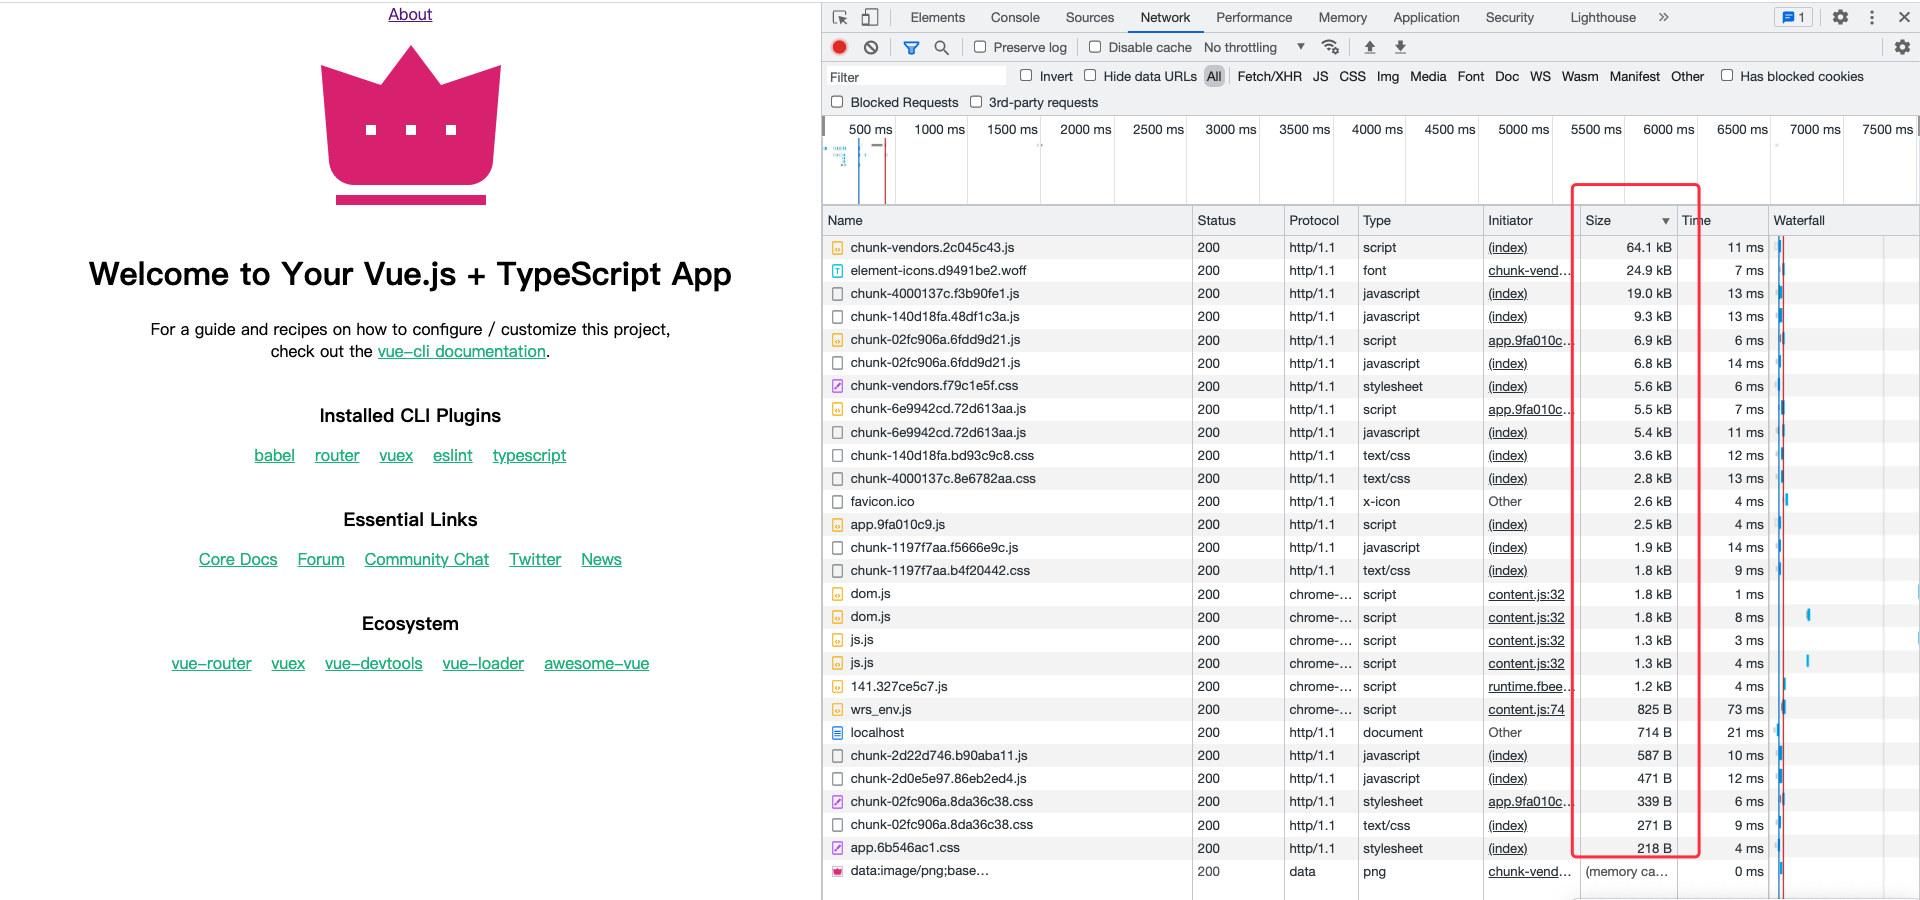 About
Welcome to Your Vue.js + TypeScript App
For a guide and recipes on how to configure / customize this project,
check out the vue-cli documentation.
Installed CLI Plugins
babel router vuex eslint typescript
Essential Links
Core Docs Forum Community Chat Twitter News
Ecosystem
vue-router vuex vue-devtools vue-loader awesome-vue
Elements Console Sources Network Performance Memory Application Security Lighthouse » 1
Preserve log Disable cache No throttling
Filter Invert Hide data URLs All Fetch/XHR JS CSS Img Media Font Doc WS Wasm Manifest Other Has blocked cookies
Blocked Requests 3rd-party requests
500 ms 1000 ms 1500 ms 2000 ms 2500 ms 3000 ms 3500 ms 4000 ms 4500 ms 5000 ms 5500 ms 6000 ms 6500 ms 7000 ms 7500 ms
Name Status Protocol Type Initiator Size Time Waterfall
chunk-vendors.2c045c43.js 200 http/1.1 script (index) 64.1 kB 11 ms
element-icons.d9491be2.woff 200 http/1.1 font chunk-vend... 24.9 kB 7 ms
chunk-4000137c.f3b90fe1.js 200 http/1.1 javascript (index) 19.0 kB 13 ms
chunk-140d18fa.48df1c3a.js 200 http/1.1 javascript (index) 9.3 kB 13 ms
chunk-02fc906a.6fdd9d21.js 200 http/1.1 script app.9fa010c... 6.9 kB 6 ms
chunk-02fc906a.6fdd9d21.js 200 http/1.1 javascript (index) 6.8 kB 14 ms
chunk-vendors.f79c1e5f.css 200 http/1.1 stylesheet (index) 5.6 kB 6 ms
chunk-6e9942cd.72d613aa.js 200 http/1.1 script app.9fa010c... 5.5 kB 7 ms
chunk-6e9942cd.72d613aa.js 200 http/1.1 javascript (index) 5.4 kB 11 ms
chunk-140d18fa.bd93c9c8.css 200 http/1.1 text/css (index) 3.6 kB 12 ms
chunk-4000137c.8e6782aa.css 200 http/1.1 text/css (index) 2.8 kB 13 ms
favicon.ico 200 http/1.1 x-icon Other 2.6 kB 4 ms
app.9fa010c9.js 200 http/1.1 script (index) 2.5 kB 4 ms
chunk-1197f7aa.f5666e9c.js 200 http/1.1 javascript (index) 1.9 kB 14 ms
chunk-1197f7aa.b4f20442.css 200 http/1.1 text/css (index) 1.8 kB 9 ms
dom.js 200 chrome-... script content.js:32 1.8 kB 1 ms
dom.js 200 chrome-... script content.js:32 1.8 kB 8 ms
js.js 200 chrome-... script content.js:32 1.3 kB 3 ms
js.js 200 chrome-... script content.js:32 1.3 kB 4 ms
141.327ce5c7.js 200 chrome-... script runtime.fbee... 1.2 kB 4 ms
wrs_env.js 200 chrome-... script content.js:74 825 B 73 ms
localhost 200 http/1.1 document Other 714 B 21 ms
chunk-2d22d746.b90aba11.js 200 http/1.1 javascript (index) 587 B 10 ms
chunk-2d0e5e97.86eb2ed4.js 200 http/1.1 javascript (index) 471 B 12 ms
chunk-02fc906a.8da36c38.css 200 http/1.1 stylesheet app.9fa010c... 339 B 6 ms
chunk-02fc906a.8da36c38.css 200 http/1.1 text/css (index) 271 B 9 ms
app.6b546ac1.css 200 http/1.1 stylesheet (index) 218 B 4 ms
data:image/png;base... 200 data png chunk-vend... (memory ca... 0 ms